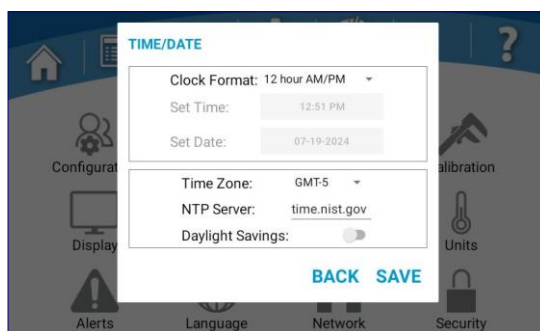 ?
TIME/DATE
Clock Format: 12 hour AM/PM
Set Time: 12:51 PM
Set Date: 07-19-2024
Configurat alibration
Time Zone: GMT-5
NTP Server: time.nist.gov
Daylight Savings:
Display Units
BACK SAVE
Alerts Language Network Security